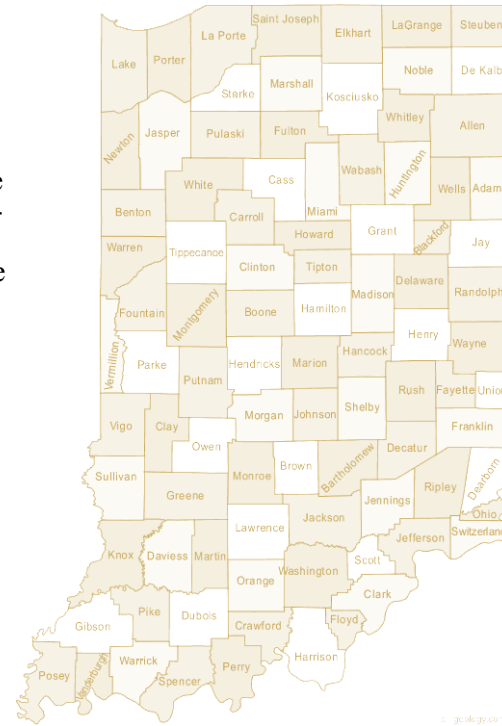 Saint Joseph
LaGrange
Steuben
La Porte
Elkhart
Lake
Porter
Noble
De Kalb
Marshall
Starke
Kosciusko
Whitley
Allen
Jasper
Pulaski
Fulton
Newton
Huntington
Wabash
White
Cass
Wells
Adam
e
Miami
Benton
Carroll
Grant
Blackford
Jay
Howard
Warren
Tippecanoe
Clinton
Tipton
e
Madison
Delaware
Randolph
Fountain
Montgomery
Boone
Hamilton
Henry
Wayne
Vermillion
Parke
Hendricks
Marion
Hancock
Putnam
Rush
Fayette
Union
Morgan
Johnson
Shelby
Vigo
Clay
Franklin
Owen
Decatur
Brown
Bartholomew
Dearborn
Sullivan
Monroe
Greene
Ripley
Jennings
Jackson
Ohio
Lawrence
Switzerland
Jefferson
Knox
Daviess
Martin
Scott
Washington
Orange
Clark
Pike
Dubois
Gibson
Floyd
Crawford
Harrison
Warrick
Perry
Posey
Vanderburgh
Spencer